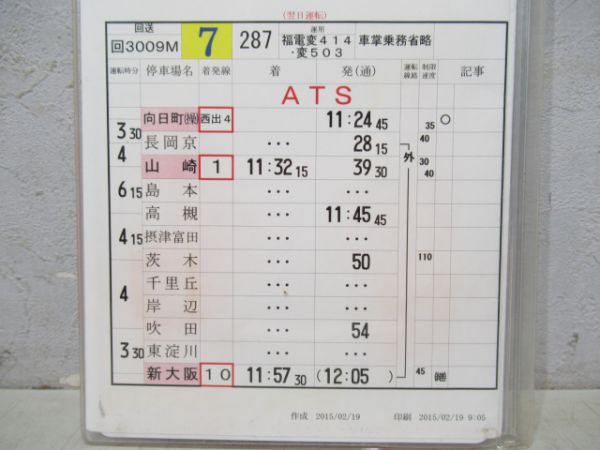 (翌日運転)
回送 運用
回3009M 7 287 福電変414 車掌乗務省略
・変503
運転時分 停車場名 着発線 着 発(通) 運転線路 制限速度 記事
ATS
向日町(操) 西出4 11:24 45 35 ○
3 30
長岡京 ・・・ 28 15 40
4
山崎 1 11:32 15 39 30 外 30 40
6 15
島本 ・・・ ・・・
高槻 ・・・ 11:45 45
4 15
摂津富田 ・・・ ・・・
茨木 ・・・ 50 110
千里丘 ・・・ ・・・
4
岸辺 ・・・ ・・・
吹田 ・・・ 54
3 30
東淀川 ・・・ ・・・
新大阪 10 11:57 30 (12:05) 45
作成 2015/02/19 印刷 2015/02/19 9:05